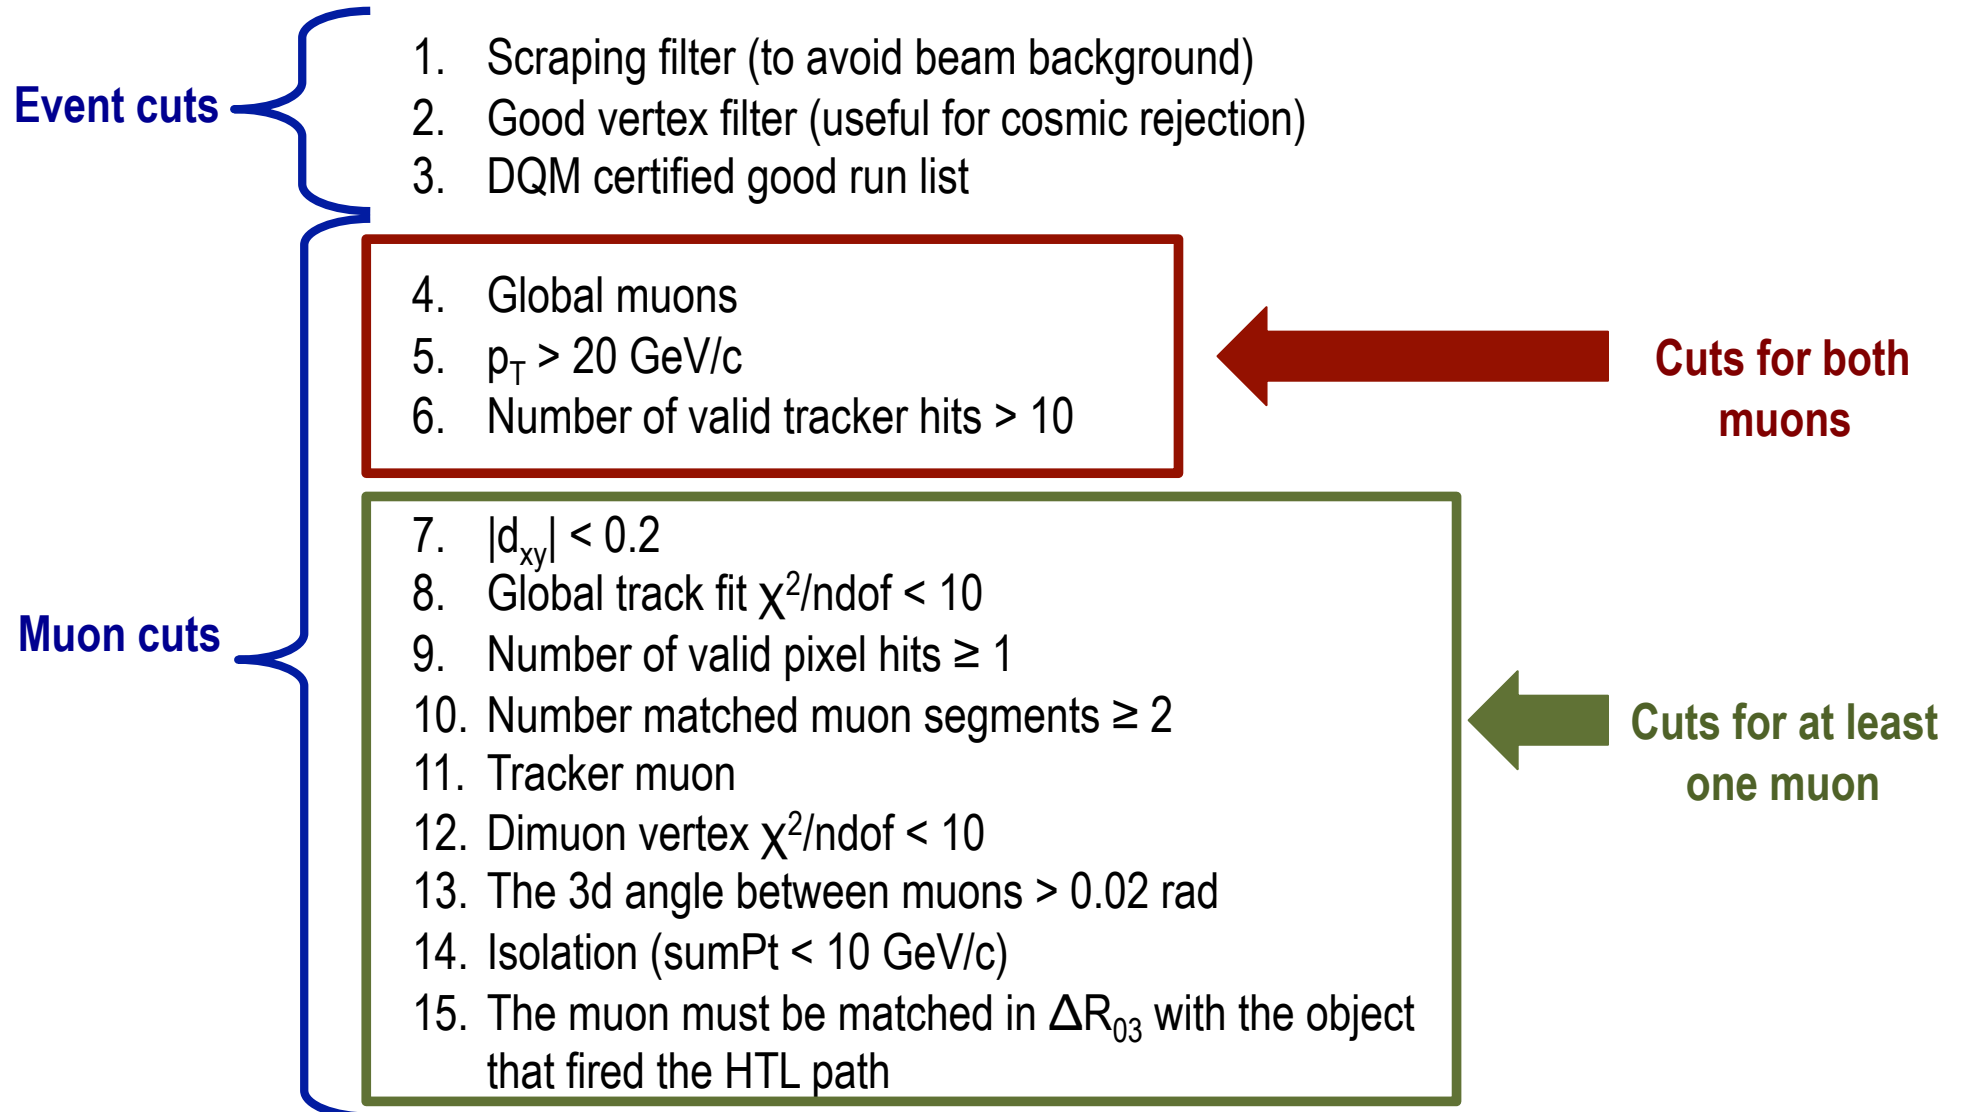 Event cuts
1. Scraping filter (to avoid beam background)
2. Good vertex filter (useful for cosmic rejection)
3. DQM certified good run list
4. Global muons
5. p_T > 20 GeV/c
6. Number of valid tracker hits > 10
Cuts for both
muons
Muon cuts
7. |d_xy| < 0.2
8. Global track fit χ²/ndof < 10
9. Number of valid pixel hits ≥ 1
10. Number matched muon segments ≥ 2
11. Tracker muon
12. Dimuon vertex χ²/ndof < 10
13. The 3d angle between muons > 0.02 rad
14. Isolation (sumPt < 10 GeV/c)
15. The muon must be matched in ΔR₀₃ with the object
that fired the HTL path
Cuts for at least
one muon